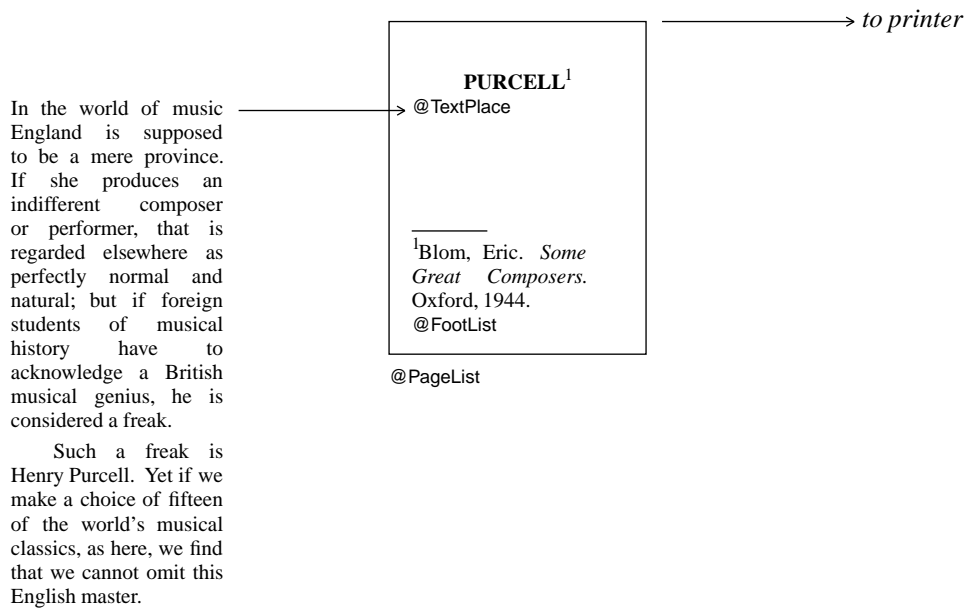 to printer
PURCELL1
@TextPlace
1Blom, Eric. Some
Great Composers.
Oxford, 1944.
@FootList
@PageList
In the world of music
England is supposed
to be a mere province.
If she produces an
indifferent composer
or performer, that is
regarded elsewhere as
perfectly normal and
natural; but if foreign
students of musical
history have to
acknowledge a British
musical genius, he is
considered a freak.
Such a freak is
Henry Purcell. Yet if we
make a choice of fifteen
of the world's musical
classics, as here, we find
that we cannot omit this
English master.